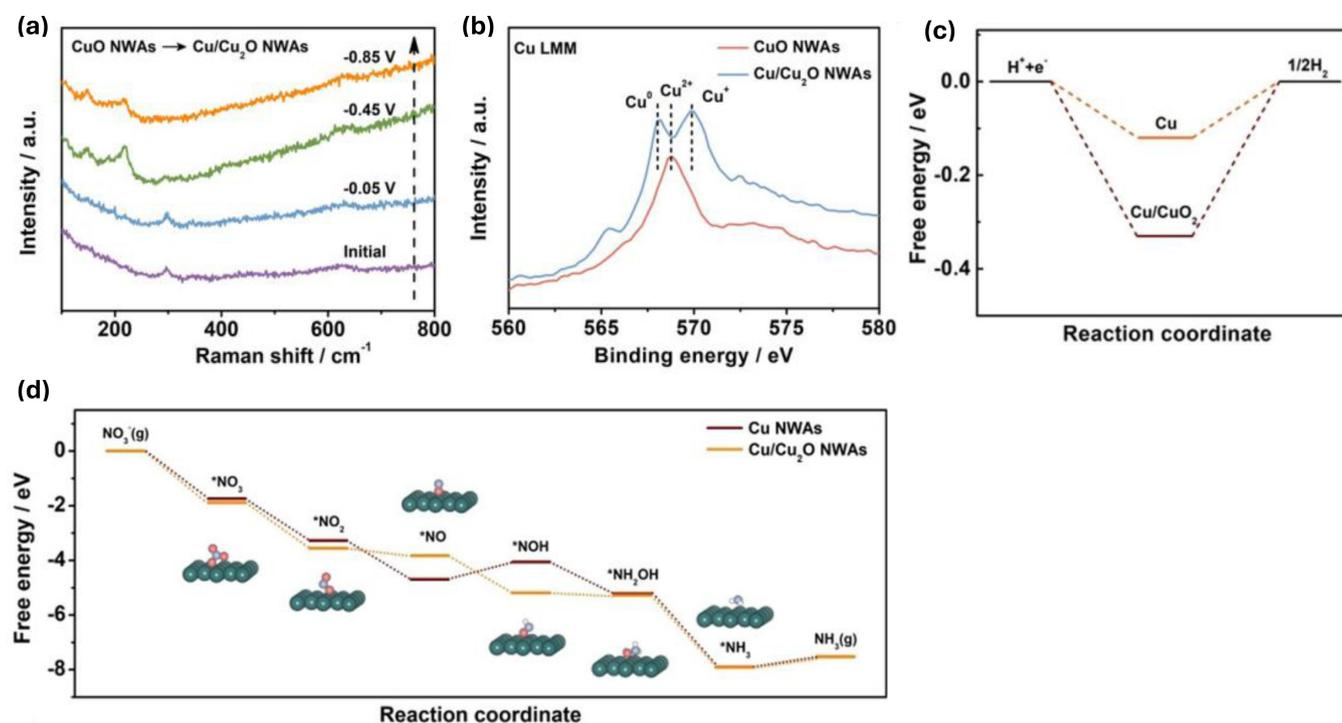 (a)
CuO NWAs → Cu/Cu₂O NWAs
-0.85 V
-0.45 V
-0.05 V
Initial
Intensity / a.u.
200
400
600
800
Raman shift / cm⁻¹
(b)
Cu LMM
CuO NWAs
Cu/Cu₂O NWAs
Cu⁰
Cu²⁺
Cu⁺
Intensity / a.u.
560
565
570
575
580
Binding energy / eV
(c)
H⁺+e⁻
1/2H₂
Cu
Cu/CuO₂
0.0
-0.2
-0.4
Free energy / eV
Reaction coordinate
(d)
NO₃⁻(g)
*NO₃
*NO₂
*NO
*NOH
*NH₂OH
*NH₃
NH₃(g)
Cu NWAs
Cu/Cu₂O NWAs
0
-2
-4
-6
-8
Free energy / eV
Reaction coordinate